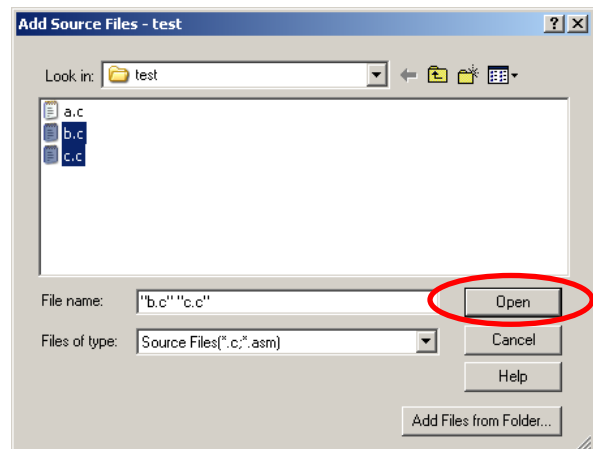 Add Source Files - test
Look in: test
a.c
b.c
c.c
File name: "b.c" "c.c" Open
Files of type: Source Files(*.c;*.asm) Cancel
Help
Add Files from Folder...